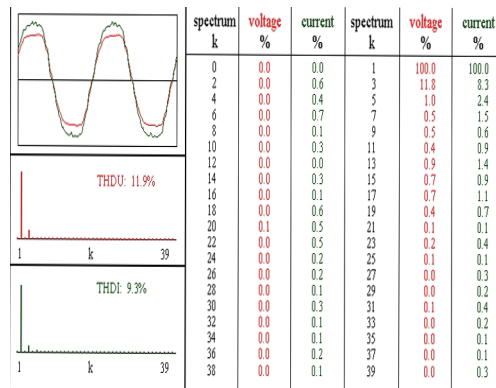 THDU: 11.9%
1 k 39
THDI: 9.3%
1 k 39
spectrum voltage current spectrum voltage current
k % % k % %
0 0.0 0.0 1 100.0 100.0
2 0.0 0.6 3 11.8 8.3
4 0.0 0.4 5 1.0 2.4
6 0.0 0.7 7 0.5 1.5
8 0.0 0.1 9 0.5 0.6
10 0.0 0.3 11 0.4 0.9
12 0.0 0.0 13 0.9 1.4
14 0.0 0.3 15 0.7 0.9
16 0.0 0.1 17 0.7 1.1
18 0.0 0.6 19 0.4 0.7
20 0.1 0.5 21 0.1 0.1
22 0.0 0.5 23 0.2 0.4
24 0.0 0.2 25 0.1 0.1
26 0.0 0.2 27 0.0 0.3
28 0.0 0.1 29 0.0 0.2
30 0.0 0.3 31 0.1 0.4
32 0.0 0.1 33 0.0 0.2
34 0.0 0.1 35 0.0 0.1
36 0.0 0.2 37 0.0 0.1
38 0.0 0.1 39 0.0 0.3